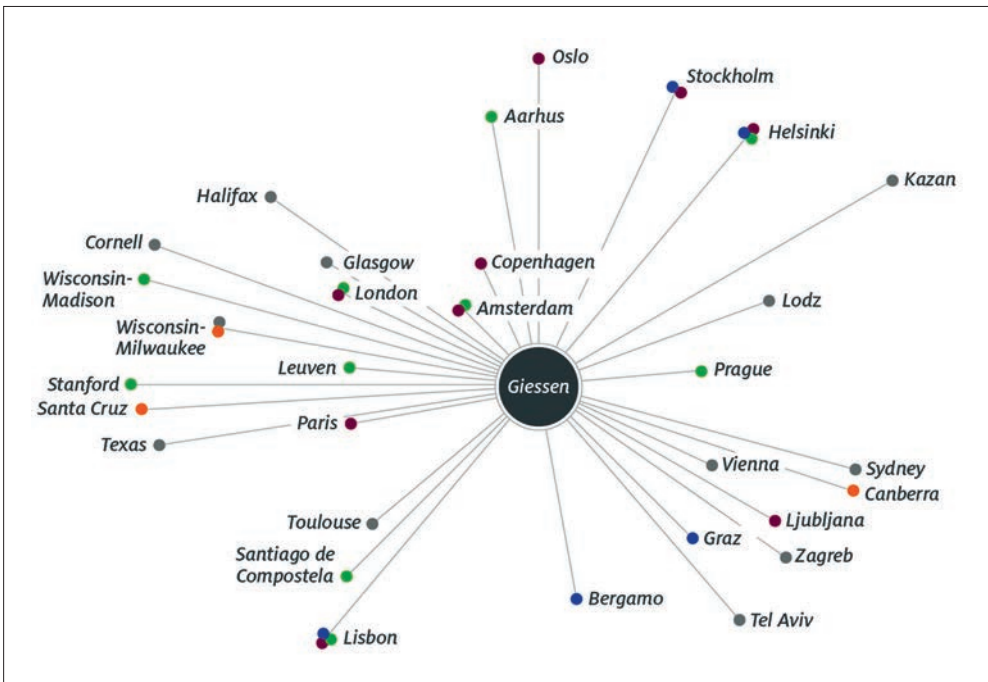 Oslo
Stockholm
Aarhus
Helsinki
Kazan
Halifax
Cornell
Glasgow
Copenhagen
Wisconsin-
Madison
London
Lodz
Amsterdam
Wisconsin-
Milwaukee
Leuven
Prague
Stanford
Giessen
Santa Cruz
Paris
Texas
Vienna
Sydney
Canberra
Toulouse
Ljubljana
Graz
Santiago de
Compostela
Zagreb
Bergamo
Tel Aviv
Lisbon